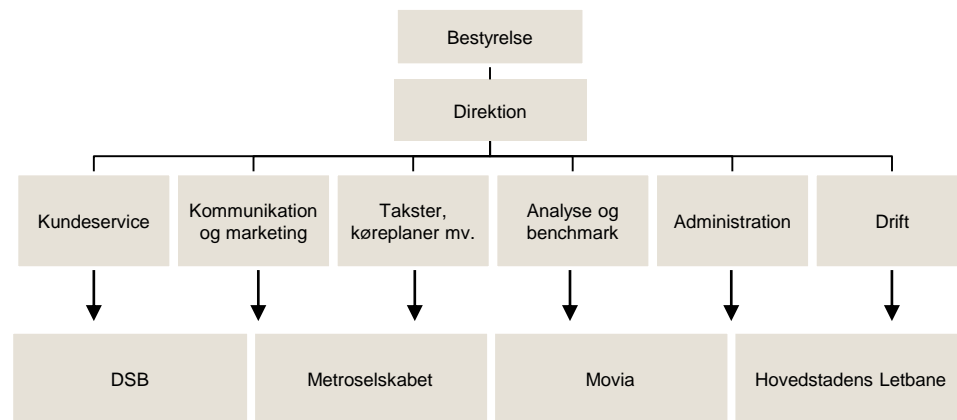 Bestyrelse
Direktion
Kundeservice
Kommunikation
og marketing
Takster,
køreplaner mv.
Analyse og
benchmark
Administration
Drift
DSB
Metroselskabet
Movia
Hovedstadens Letbane